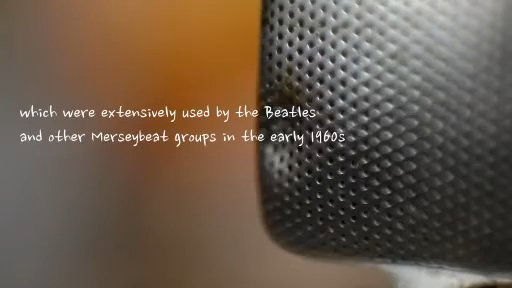 which were extensively used by the Beatles
and other Merseybeat groups in the early 1960s